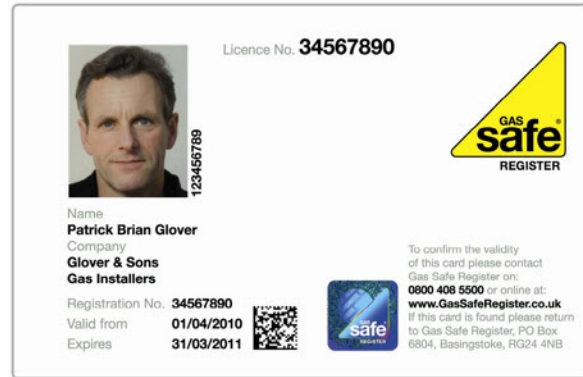 Licence No. 34567890
GAS
safe®
REGISTER
123456789
Name
Patrick Brian Glover
Company
Glover & Sons
Gas Installers
Registration No. 34567890
Valid from 01/04/2010
Expires 31/03/2011
GAS
safe
REGISTER
To confirm the validity
of this card please contact
Gas Safe Register on:
0800 408 5500 or online at:
www.GasSafeRegister.co.uk
If this card is found please return
to Gas Safe Register, PO Box
6804, Basingstoke, RG24 4NB